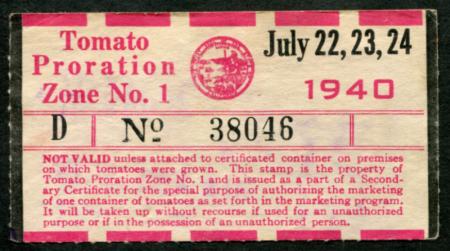 Tomato
Proration
Zone No. 1
July 22, 23, 24
1940
D
No 38046
NOT VALID unless attached to certificated container on premises
on which tomatoes were grown. This stamp is the property of
Tomato Proration Zone No. 1 and is issued as a part of a Second-
ary Certificate for the special purpose of authorizing the marketing
of one container of tomatoes as set forth in the marketing program.
It will be taken up without recourse if used for an unauthorized
purpose or if in the possession of an unauthorized person.